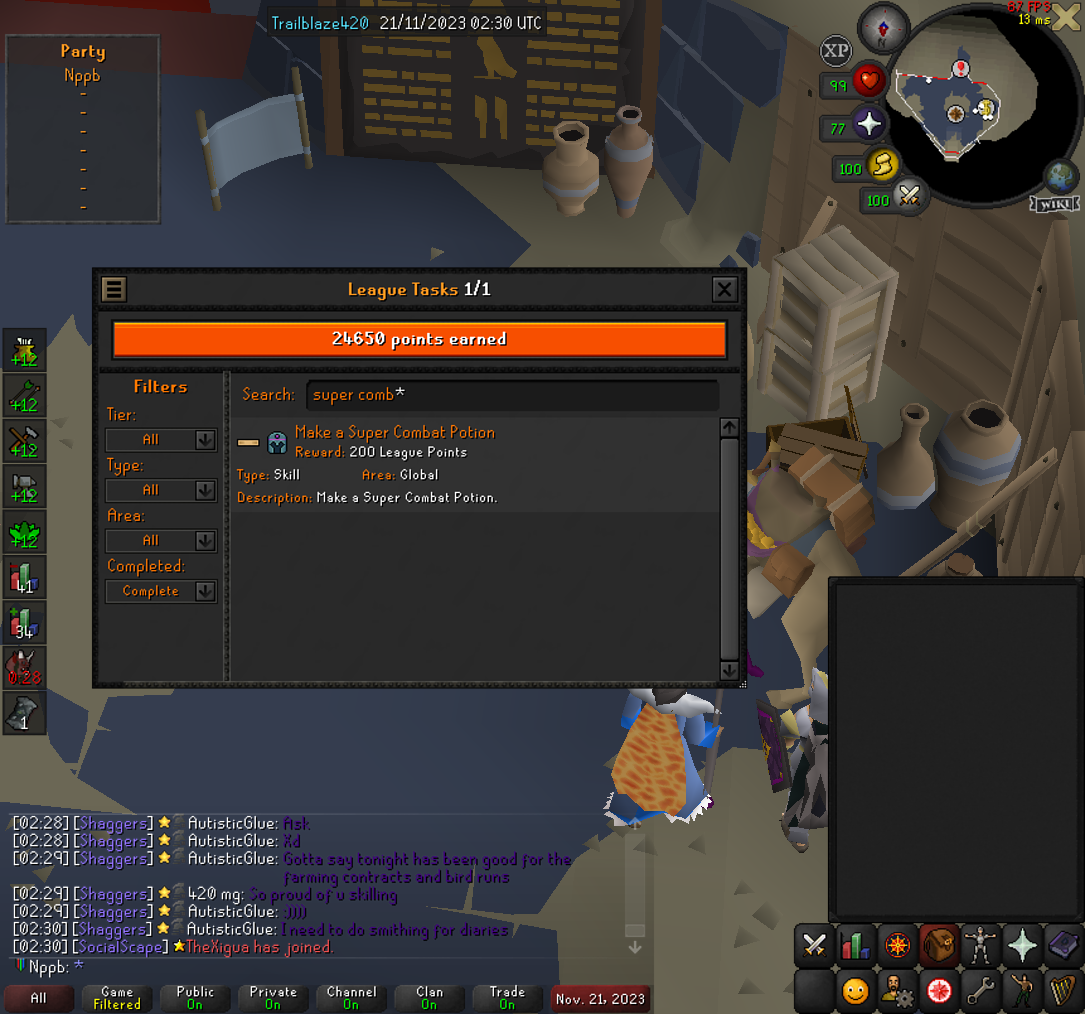 Trailblaze420 21/11/2023 02:30 UTC
67 FPS
13 ms
Party
Nppb
-
-
-
-
-
-
-
XP
99
77
100
100
WIKI
League Tasks 1/1
24650 points earned
Filters
Tier:
All
Type:
All
Area:
All
Completed:
Complete
Search: super comb*
Make a Super Combat Potion
Reward: 200 League Points
Type: Skill Area: Global
Description: Make a Super Combat Potion.
+12
+12
+12
+12
+12
41
34
0:28
1
[02:28] [Shaggers] AutisticGlue: Ask
[02:28] [Shaggers] AutisticGlue: Xd
[02:29] [Shaggers] AutisticGlue: Gotta say tonight has been good for the
farming contracts and bird runs
[02:29] [Shaggers] 420 mg: So proud of u skilling
[02:29] [Shaggers] AutisticGlue: :))))
[02:30] [Shaggers] AutisticGlue: I need to do smithing for diaries
[02:30] [SocialScape] TheXigua has joined.
Nppb: *
All
Game
Filtered
Public
On
Private
On
Channel
On
Clan
On
Trade
On
Nov. 21, 2023